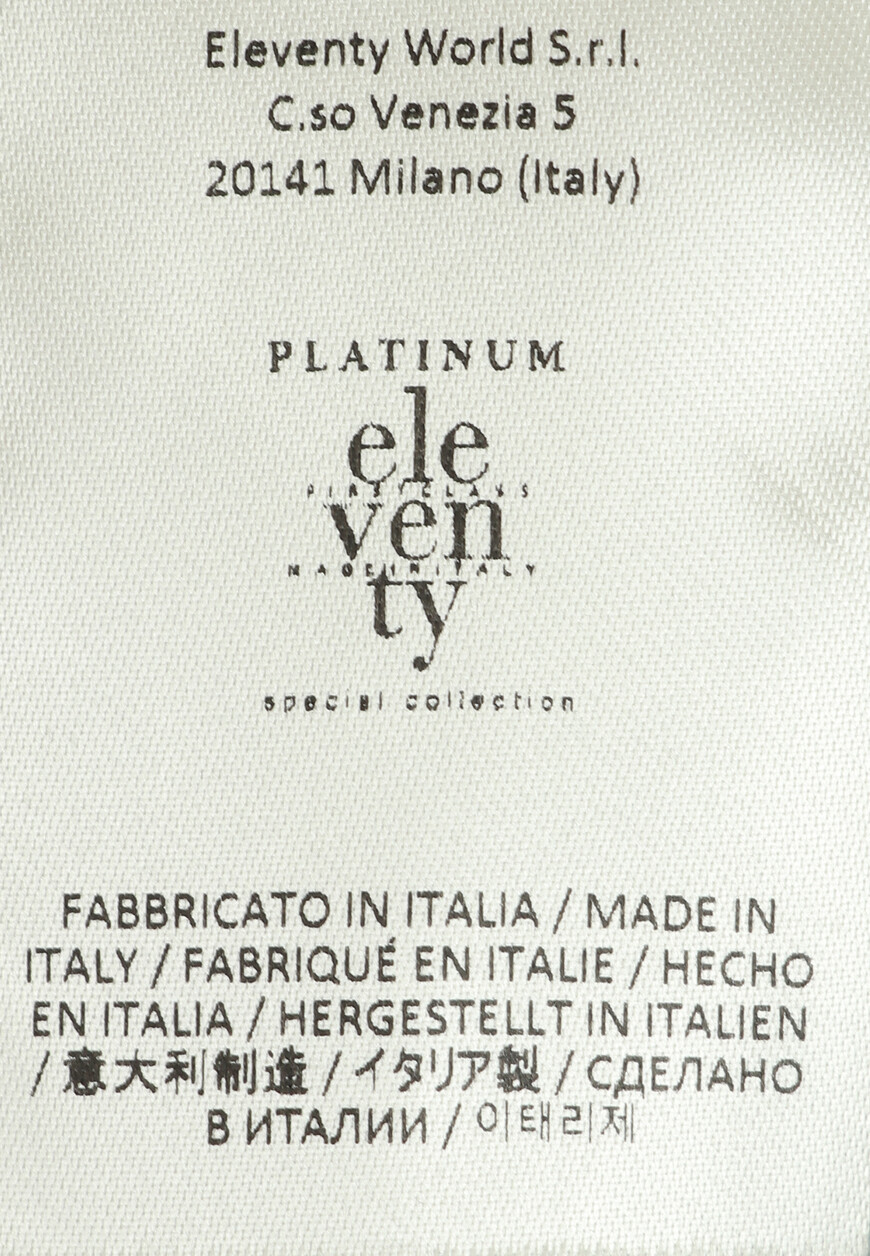 Eleventy World S.r.l.
C.so Venezia 5
20141 Milano (Italy)
PLATINUM
ele
FIRST CLASS
ven
MADE IN ITALY
ty
special collection
FABBRICATO IN ITALIA / MADE IN
ITALY / FABRIQUÉ EN ITALIE / HECHO
EN ITALIA / HERGESTELLT IN ITALIEN
/ 意大利制造 / イタリア製 / СДЕЛАНО
В ИТАЛИИ / 이태리제